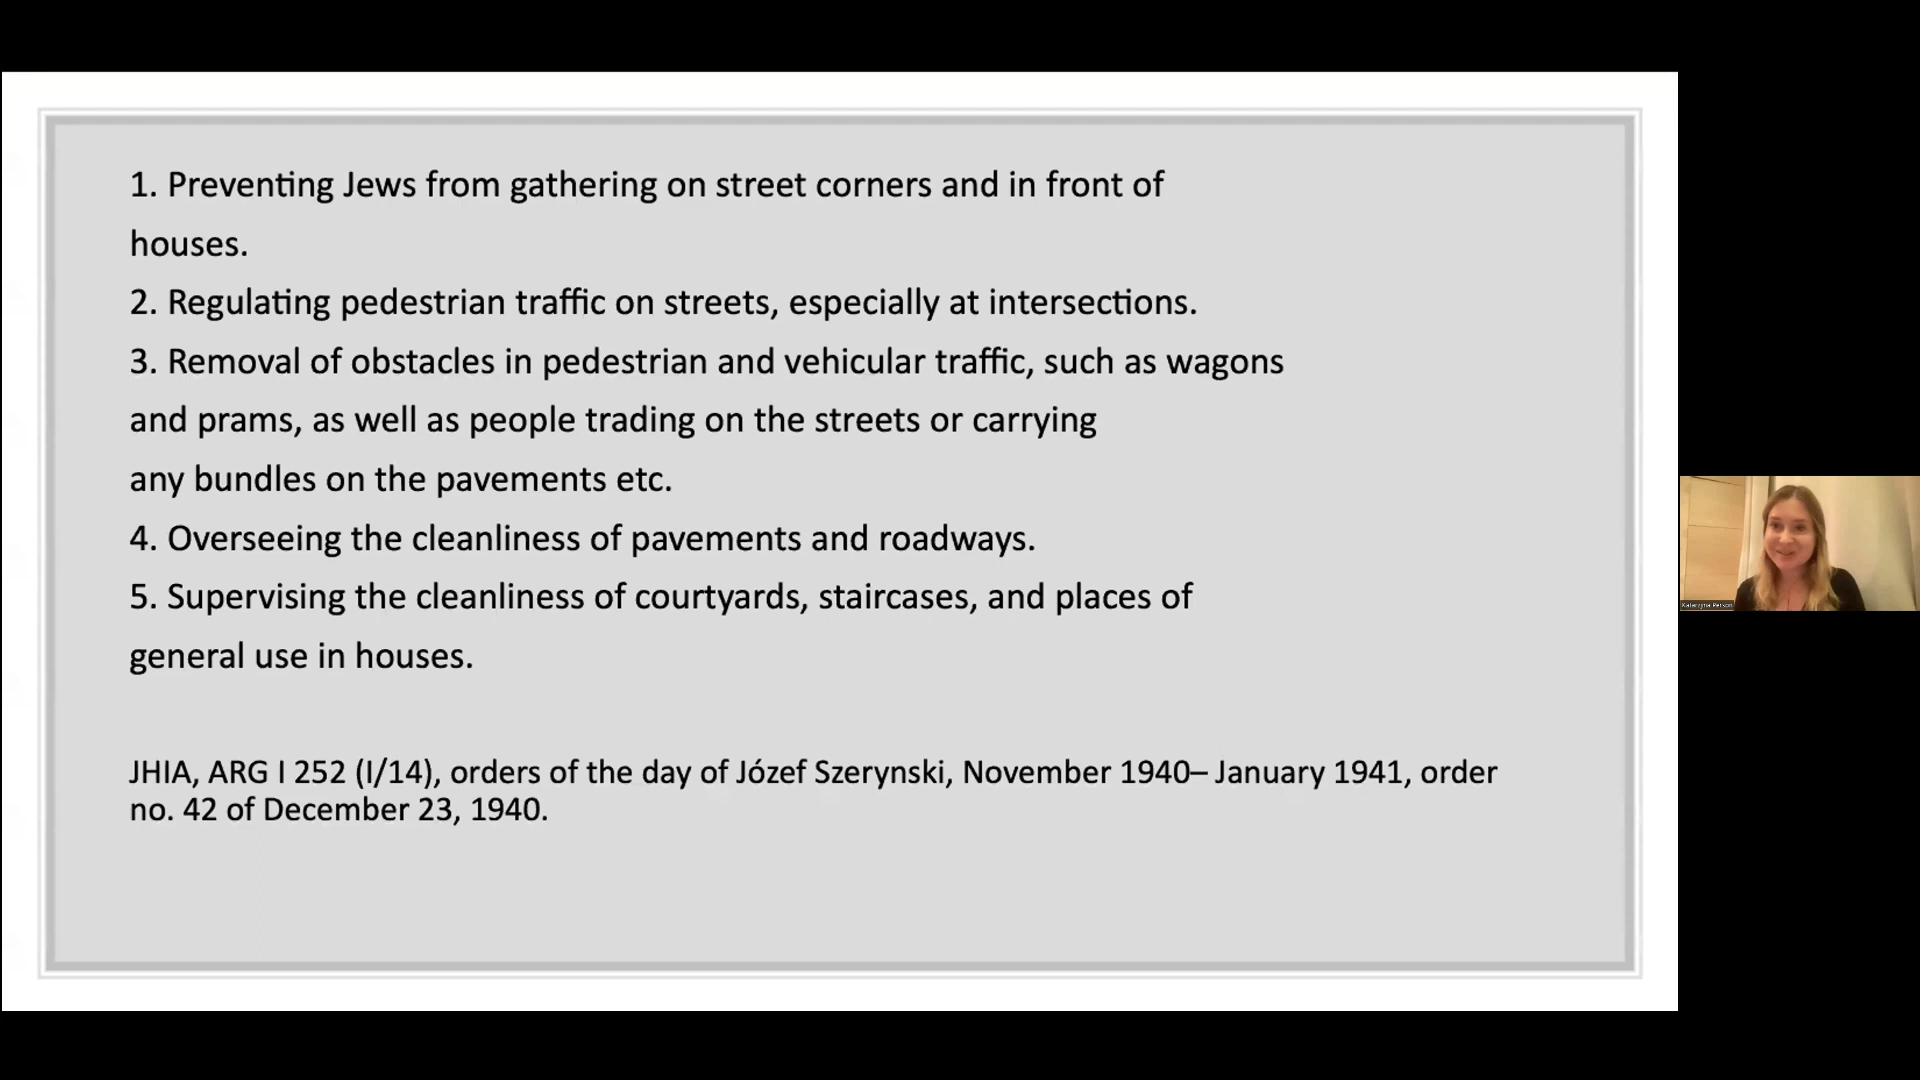 1. Preventing Jews from gathering on street corners and in front of
houses.
2. Regulating pedestrian traffic on streets, especially at intersections.
3. Removal of obstacles in pedestrian and vehicular traffic, such as wagons
and prams, as well as people trading on the streets or carrying
any bundles on the pavements etc.
4. Overseeing the cleanliness of pavements and roadways.
5. Supervising the cleanliness of courtyards, staircases, and places of
general use in houses.
JHIA, ARG I 252 (I/14), orders of the day of Józef Szerynski, November 1940– January 1941, order
no. 42 of December 23, 1940.
Katarzyna Person